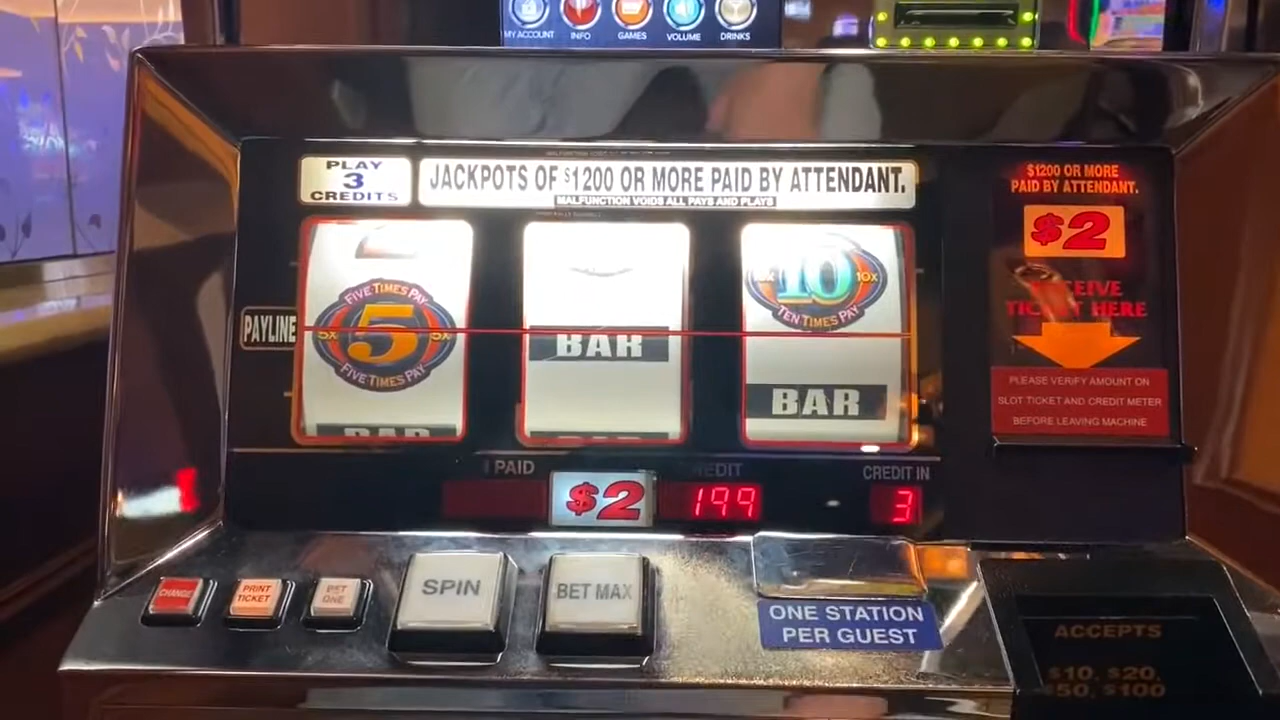 MY ACCOUNT INFO GAMES VOLUME DRINKS
PLAY
3
CREDITS
JACKPOTS OF $1200 OR MORE PAID BY ATTENDANT.
MALFUNCTION VOIDS ALL PAYS AND PLAYS
$1200 OR MORE
PAID BY ATTENDANT.
$2
TICKET HERE
PLEASE VERIFY AMOUNT ON
SLOT TICKET AND CREDIT METER
BEFORE LEAVING MACHINE
PAYLINE
FIVE TIMES PAY
5X 5 5X
FIVE TIMES PAY
BAR
BAR
10 10X
TEN TIMES PAY
BAR
PAID
$2
CREDIT IN
199
3
CHANGE
PRINT
TICKET
BET
ONE
SPIN
BET MAX
ONE STATION
PER GUEST
ACCEPTS
$10, $20,
$50, $100